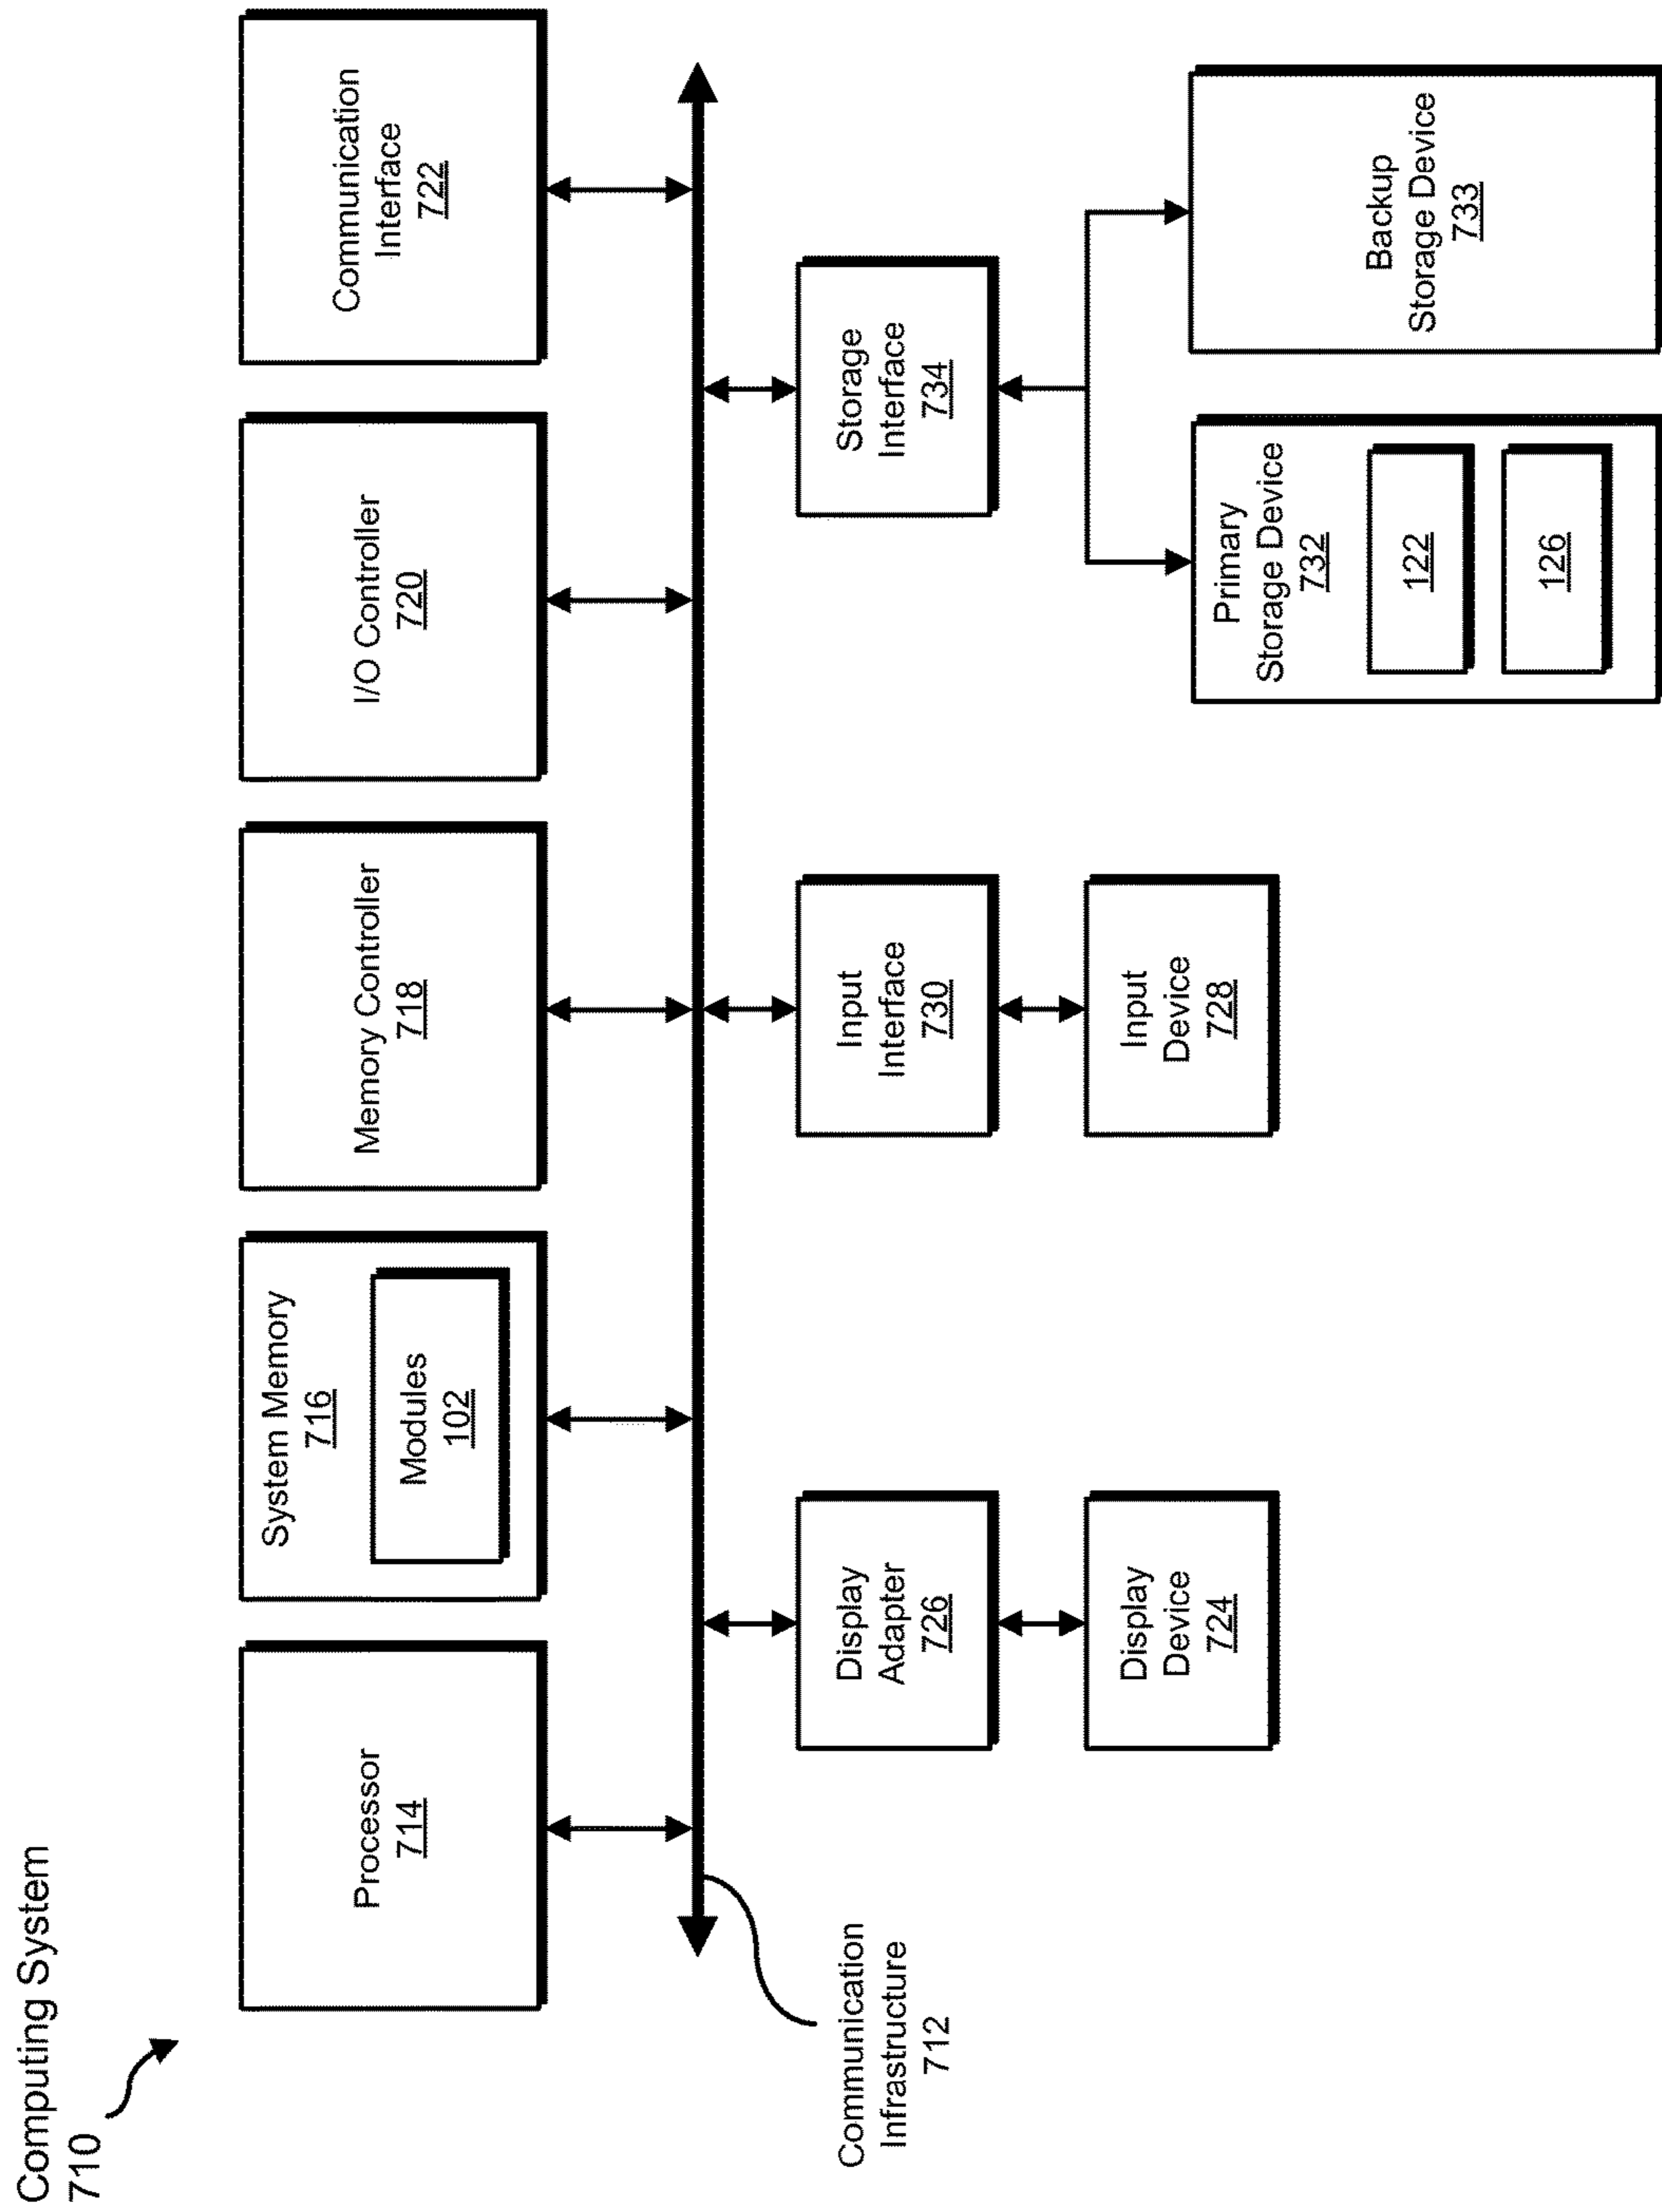 Computing System
710
Processor
714
System Memory
716
Modules
102
Memory Controller
718
I/O Controller
720
Communication
Interface
722
Communication
Infrastructure
712
Display
Adapter
726
Display
Device
724
Input
Interface
730
Input
Device
728
Storage
Interface
734
Primary
Storage Device
732
122
126
Backup
Storage Device
733